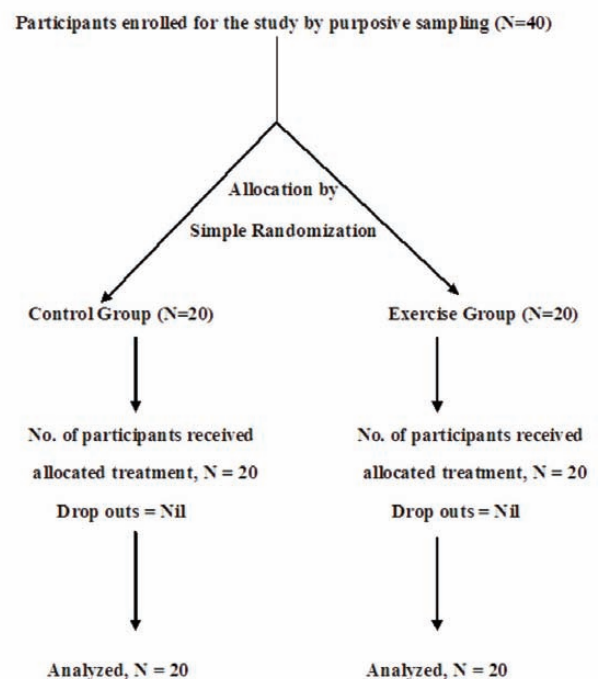 Participants enrolled for the study by purposive sampling (N=40)
Allocation by
Simple Randomization
Control Group (N=20)
Exercise Group (N=20)
No. of participants received
allocated treatment, N = 20
Drop outs = Nil
No. of participants received
allocated treatment, N = 20
Drop outs = Nil
Analyzed, N = 20
Analyzed, N = 20